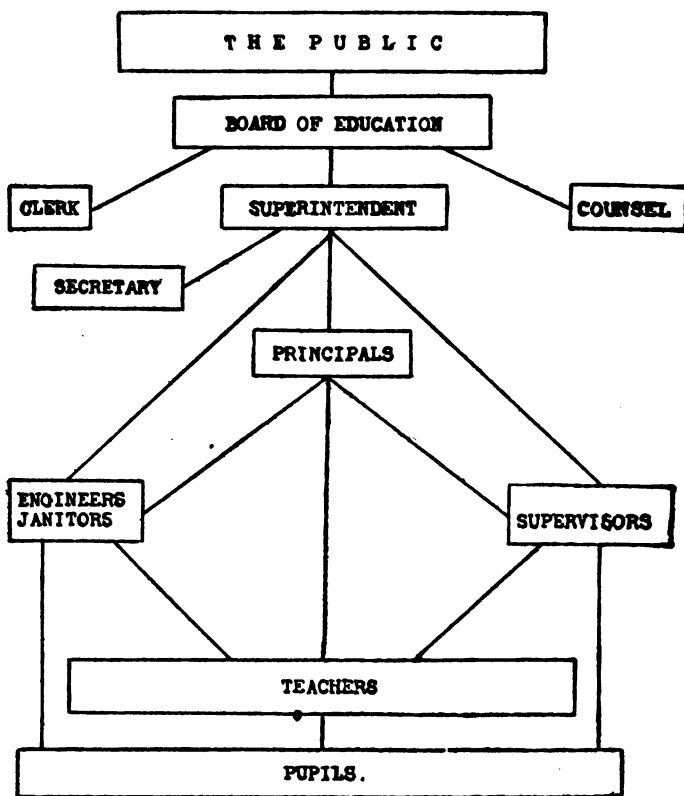 THE PUBLIC
BOARD OF EDUCATION
CLERK
SUPERINTENDENT
COUNSEL
SECRETARY
PRINCIPALS
ENGINEERS
JANITORS
SUPERVISORS
TEACHERS
PUPILS.